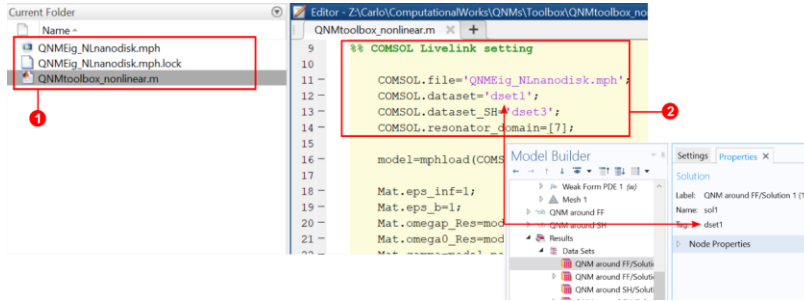 Current Folder
Name
QNMEig_NLnanodisk.mph
QNMEig_NLnanodisk.mph.lock
QNMtoolbox_nonlinear.m
1
Editor - Z:\Carlo\ComputationalWorks\QNMs\Toolbox\QNMtoolbox_no
QNMtoolbox_nonlinear.m × +
9 %% COMSOL Livelink setting
10
11 - COMSOL.file='QNMEig_NLnanodisk.mph';
12 - COMSOL.dataset='dset1';
13 - COMSOL.dataset_SH='dset3';
14 - COMSOL.resonator_domain=[7];
15
16 - model=mphload(COMS
17
18 - Mat.eps_inf=1;
19 - Mat.eps_b=1;
20 - Mat.omegap_Res=mod
21 - Mat.omega0_Res=mod
2
Model Builder
Weak Form PDE 1 (w)
Mesh 1
QNM around FF
QNM around SH
Results
Data Sets
QNM around FF/Soluti
QNM around FF/Soluti
QNM around SH/Solut
Settings Properties ×
Solution
Label: QNM around FF/Solution 1 (1
Name: sol1
Tag: dset1
Node Properties